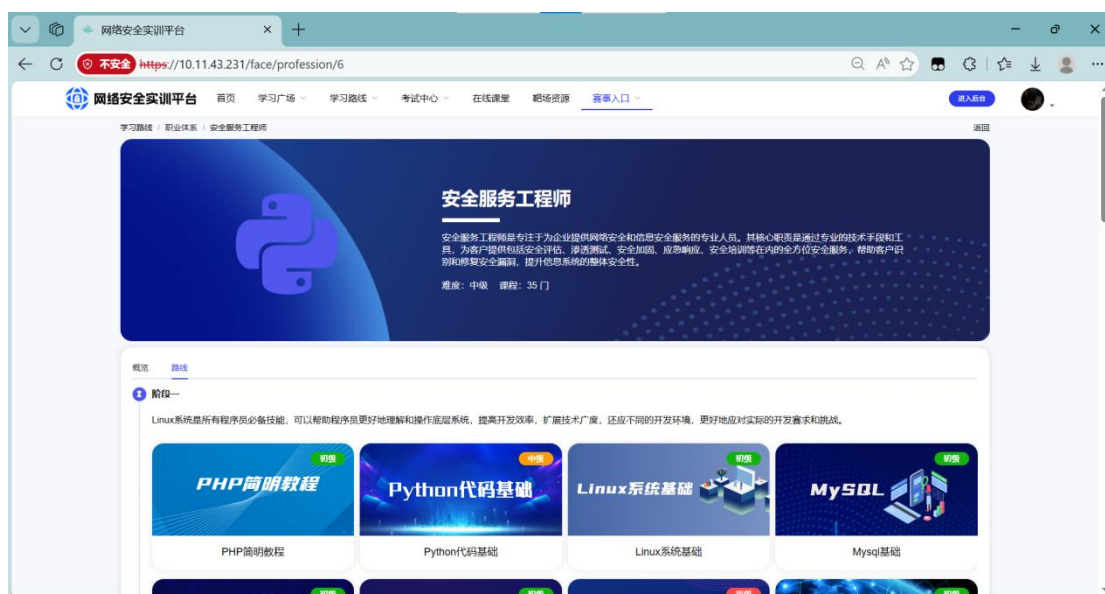 网络安全实训平台
不安全 https://10.11.43.231/face/profession/6
网络安全实训平台 首页 学习广场 学习路线 考试中心 在线课堂 靶场资源 赛事入口 进入后台
学习路线 / 职业体系 / 安全服务工程师 返回
安全服务工程师
安全服务工程师是专注于为企业提供网络安全和信息安全服务的专业人员。其核心职责是通过专业的技术手段和工
具，为客户提供包括安全评估、渗透测试、安全加固、应急响应、安全培训等在内的全方位安全服务，帮助客户识
别和修复安全漏洞，提升信息系统的整体安全性。
难度：中级 课程：35 门
概览 路线
阶段一
Linux系统是所有程序员必备技能，可以帮助程序员更好地理解和操作底层系统，提高开发效率，扩展技术广度，还应不同的开发环境，更好地应对实际的开发需求和挑战。
初级 中级 初级 初级
PHP简明教程 Python代码基础 Linux系统基础 MySQL
PHP简明教程 Python代码基础 Linux系统基础 Mysql基础
初级 初级 初级